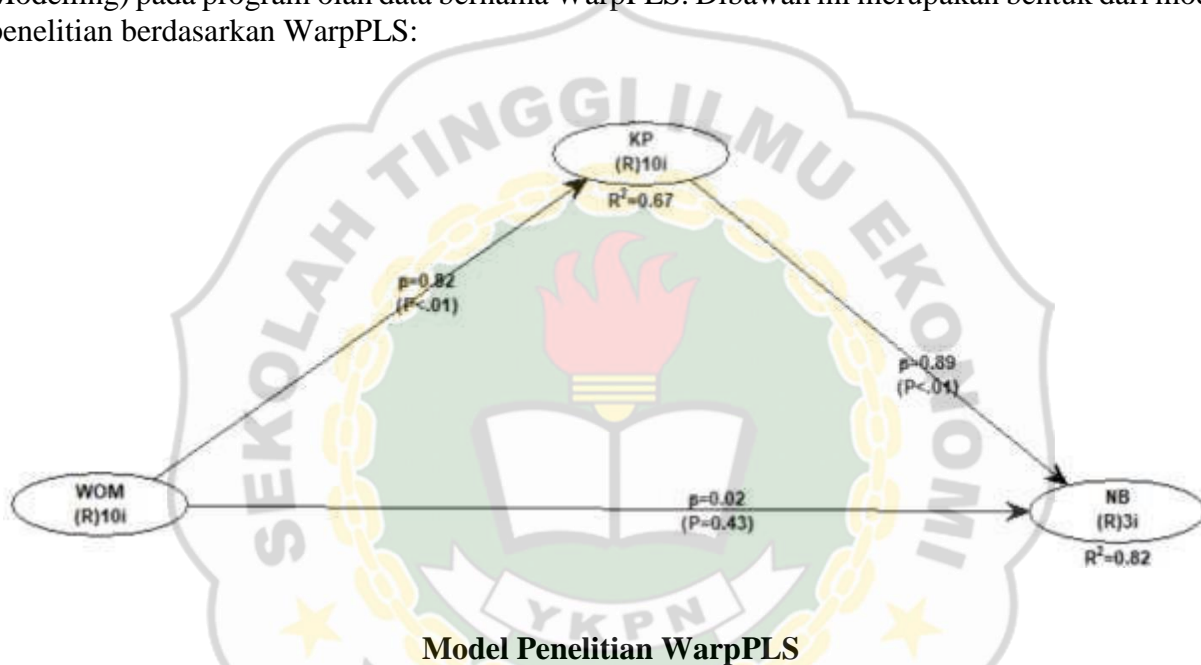 penelitian berdasarkan WarpPLS:
KP
(R)10i
R²=0.67
β=0.82
(P<.01)
β=0.89
(P<.01)
WOM
(R)10i
β=0.02
(P=0.43)
NB
(R)3i
R²=0.82
SEKOLAH TINGGI ILMU EKONOMI
YKPN
Model Penelitian WarpPLS